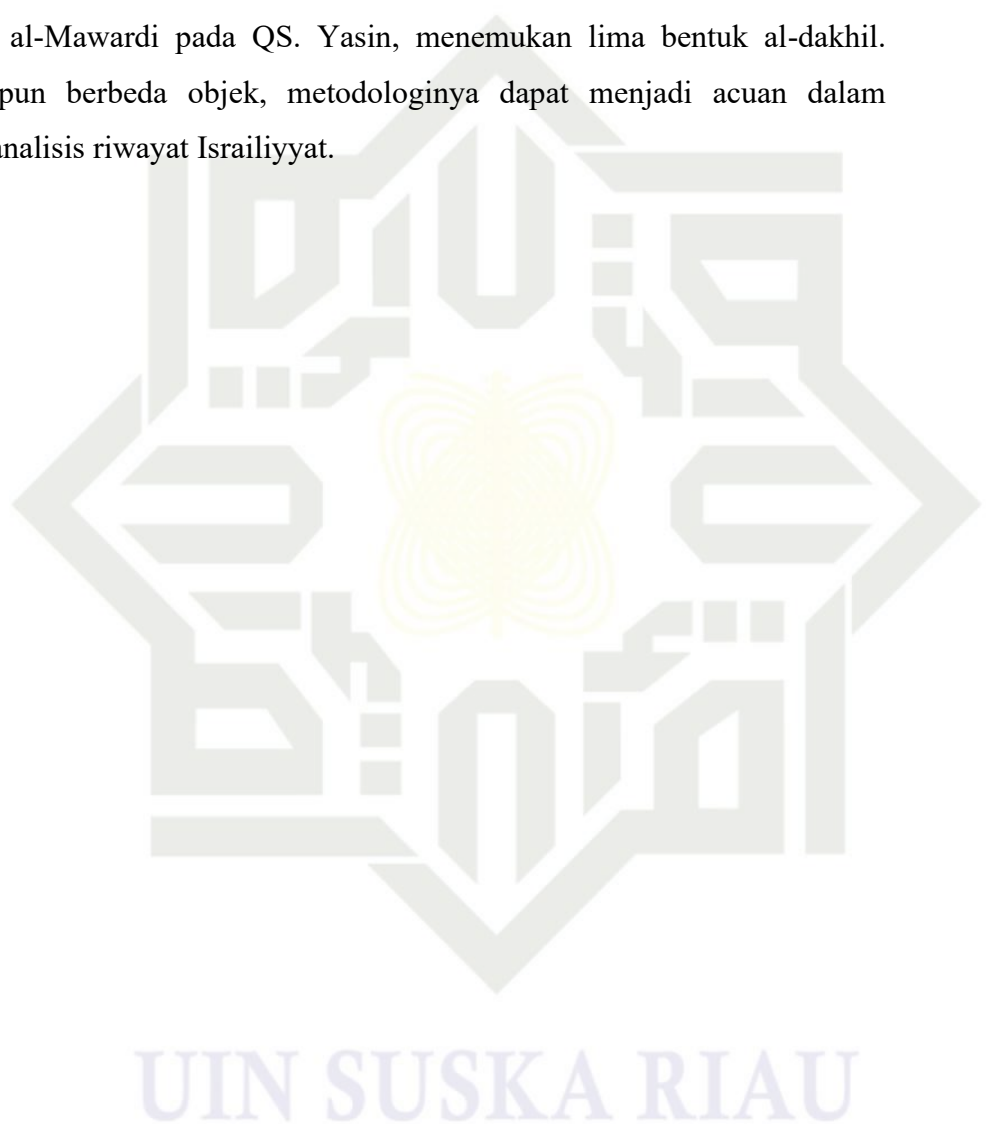 al-Mawardi pada QS. Yasin, menemukan lima bentuk al-dakhil.
pun berbeda objek, metodologinya dapat menjadi acuan dalam
analisis riwayat Israiliyyat.
UIN SUSKA RIAU